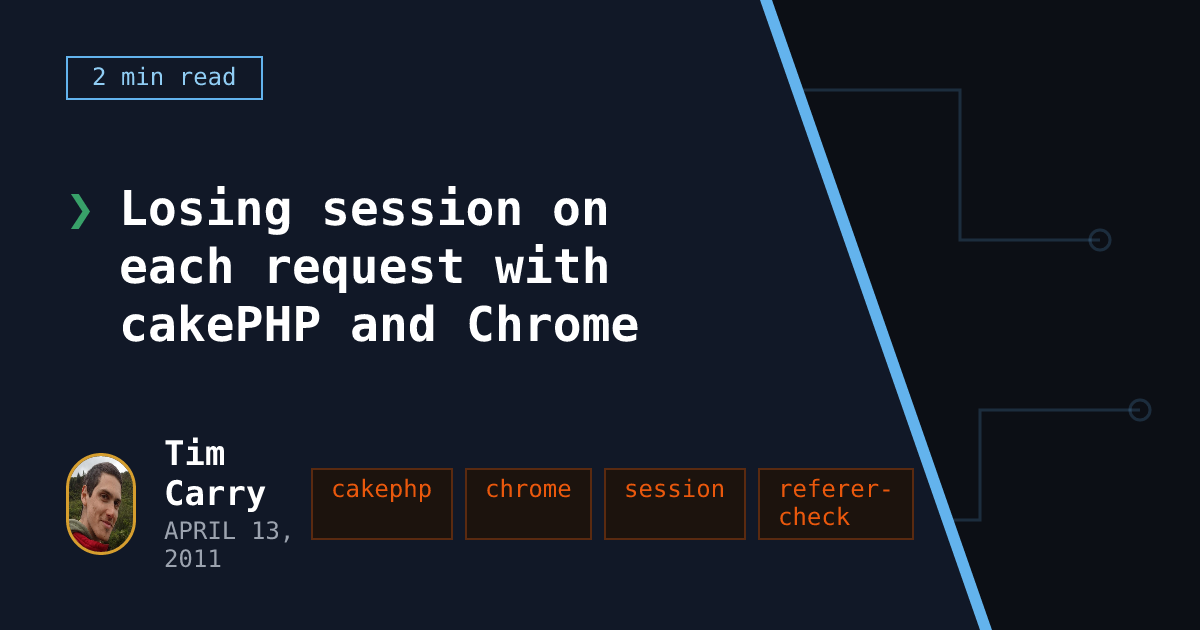 2 min read
❯ Losing session on
each request with
cakePHP and Chrome
Tim
Carry
APRIL 13,
2011
cakephp
chrome
session
referer-
check